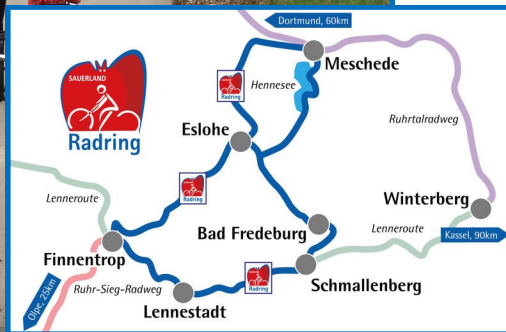 Dortmund, 60km
Meschede
SAUERLAND
Radring
Hennesee
Radring
Ruhrtalradweg
Eslohe
Radring
Lenneroute
Winterberg
Bad Fredeburg
Lenneroute
Kassel, 90km
Finnentrop
Olpe, 25km
Ruhr-Sieg-Radweg
Radring
Schmallenberg
Lennestadt